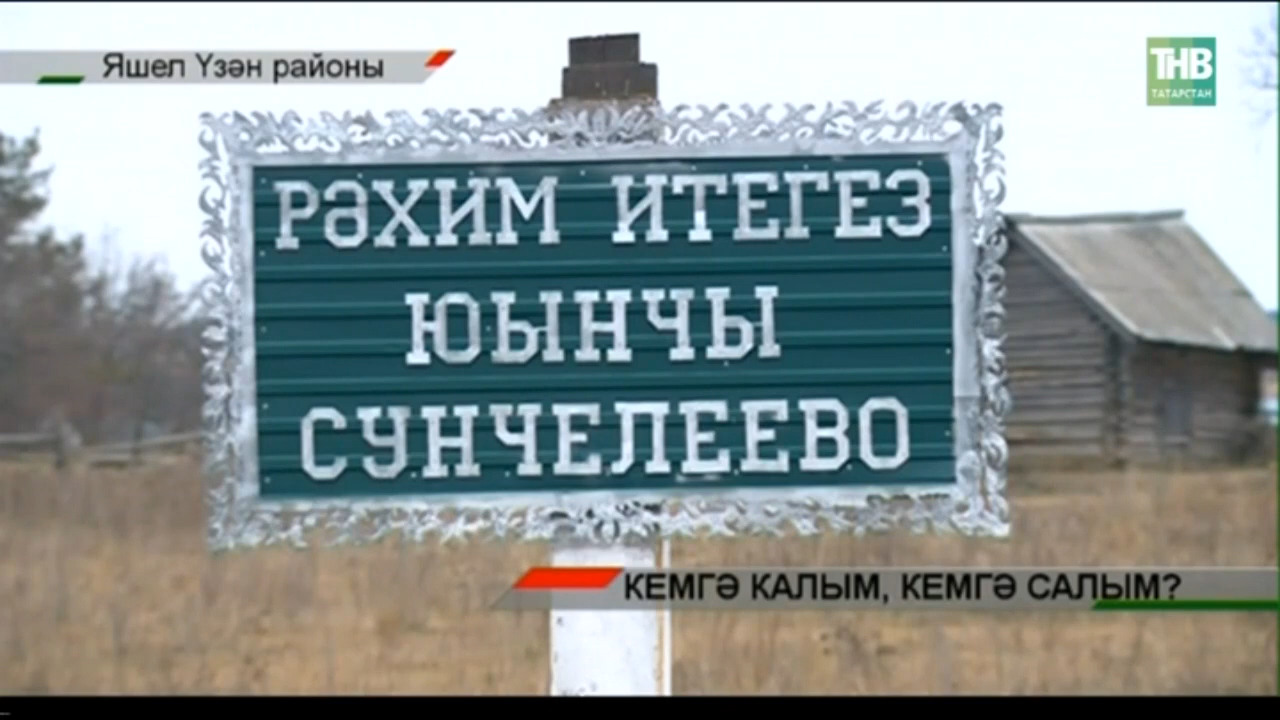 Яшел Үзән районы
ТНВ
ТАТАРСТАН
РӘХИМ ИТЕГЕЗ
ЮЫНЧЫ
СУНЧЕЛЕЕВО
КЕМГӘ КАЛЫМ, КЕМГӘ САЛЫМ?